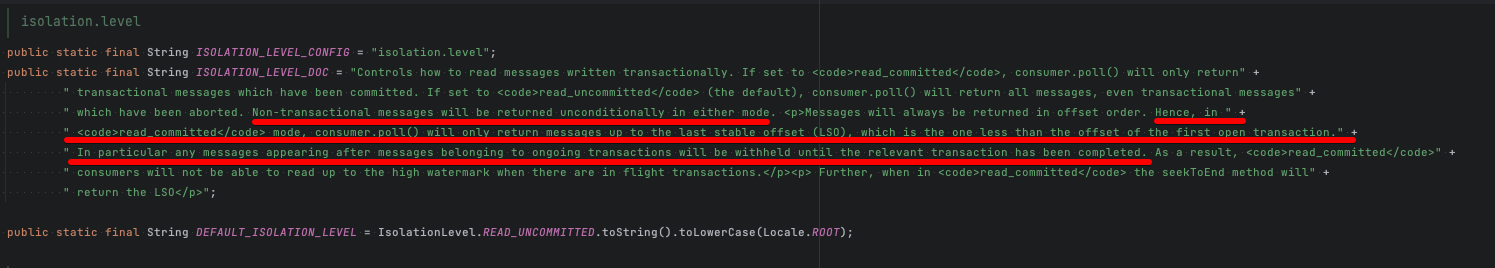 isolation.level
public static final String ISOLATION_LEVEL_CONFIG = "isolation.level";
public static final String ISOLATION_LEVEL_DOC = "Controls how to read messages written transactionally. If set to <code>read_committed</code>, consumer.poll() will only return" +
" transactional messages which have been committed. If set to <code>read_uncommitted</code> (the default), consumer.poll() will return all messages, even transactional messages" +
" which have been aborted. Non-transactional messages will be returned unconditionally in either mode. <p>Messages will always be returned in offset order. Hence, in " +
" <code>read_committed</code> mode, consumer.poll() will only return messages up to the last stable offset (LSO), which is the one less than the offset of the first open transaction." +
" In particular any messages appearing after messages belonging to ongoing transactions will be withheld until the relevant transaction has been completed. As a result, <code>read_committed</code>" +
" consumers will not be able to read up to the high watermark when there are in flight transactions.</p><p> Further, when in <code>read_committed</code> the seekToEnd method will" +
" return the LSO</p>";
public static final String DEFAULT_ISOLATION_LEVEL = IsolationLevel.READ_UNCOMMITTED.toString().toLowerCase(Locale.ROOT);